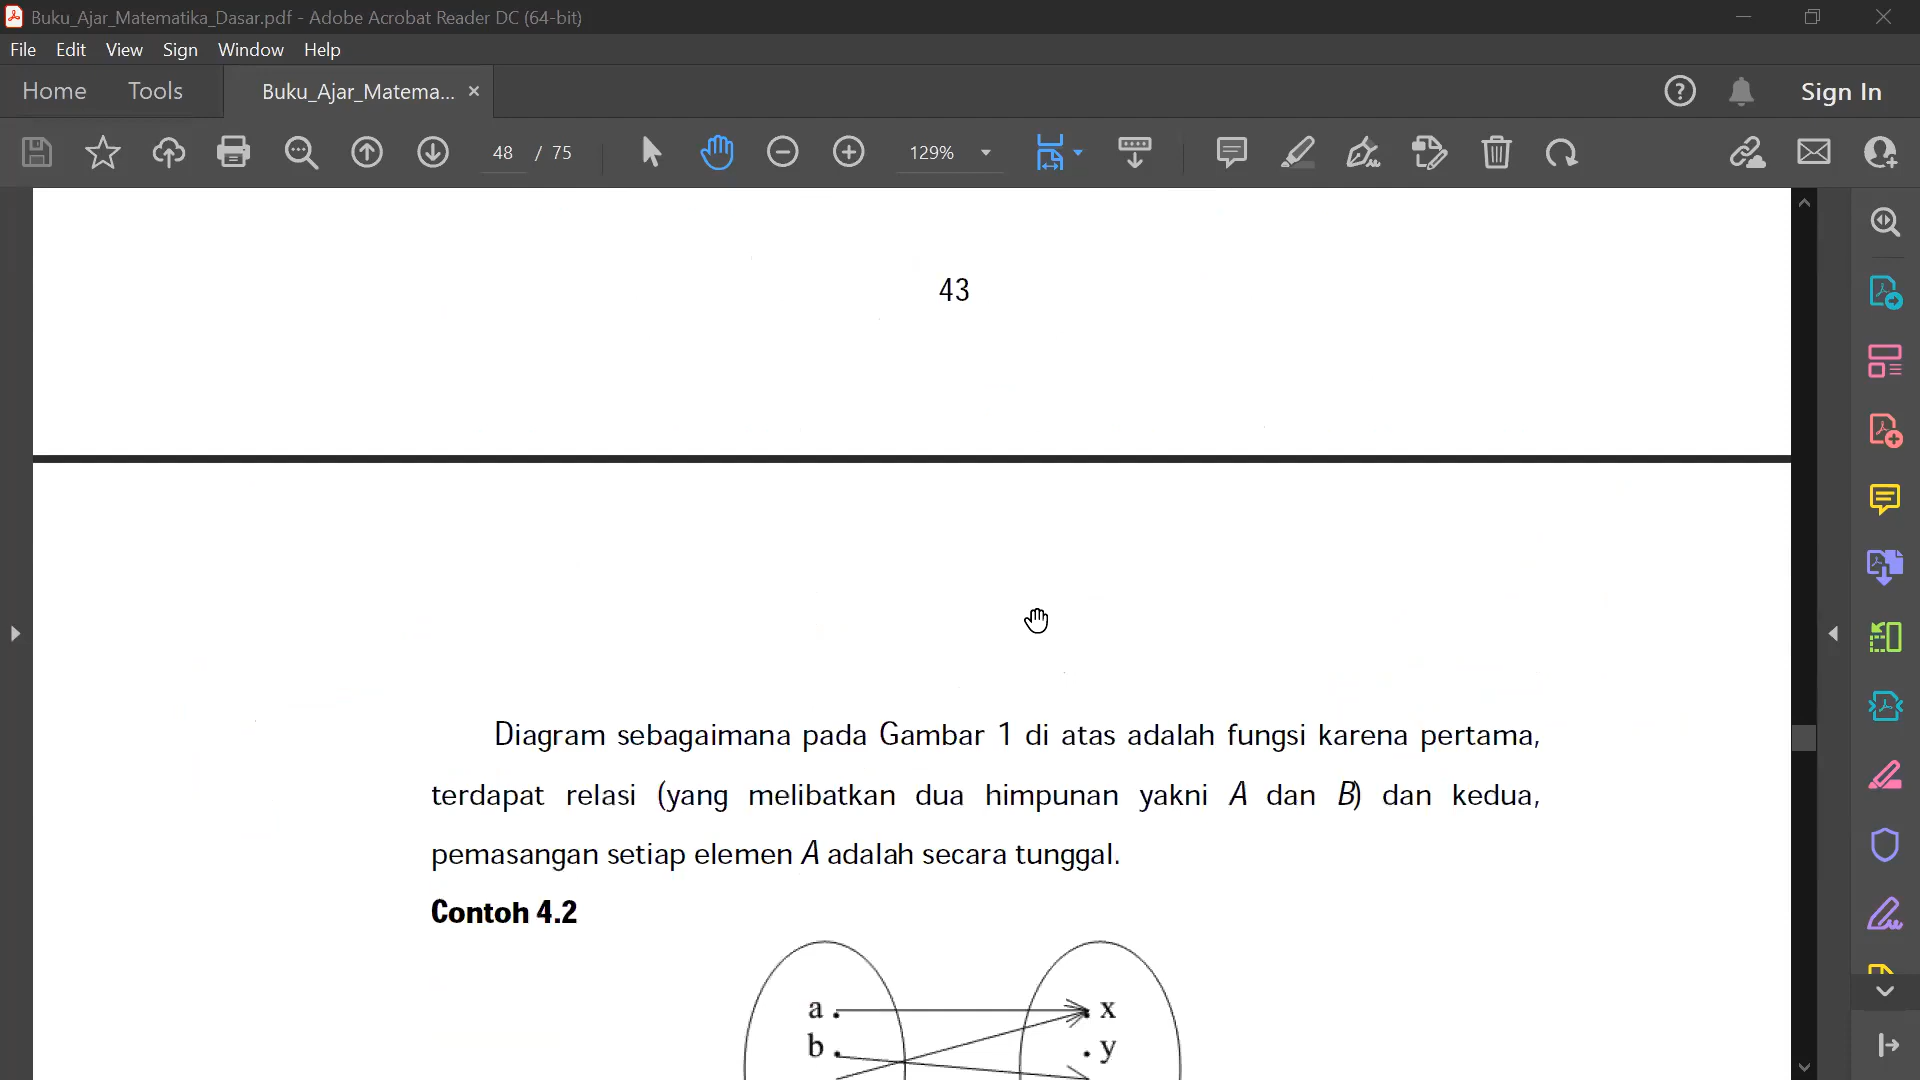 Buku_Ajar_Matematika_Dasar.pdf - Adobe Acrobat Reader DC (64-bit)
File Edit View Sign Window Help
Home Tools Buku_Ajar_Matema... × Sign In
48 / 75 129%
43
Diagram sebagaimana pada Gambar 1 di atas adalah fungsi karena pertama,
terdapat relasi (yang melibatkan dua himpunan yakni A dan B) dan kedua,
pemasangan setiap elemen A adalah secara tunggal.
Contoh 4.2
a . . x
b . . y